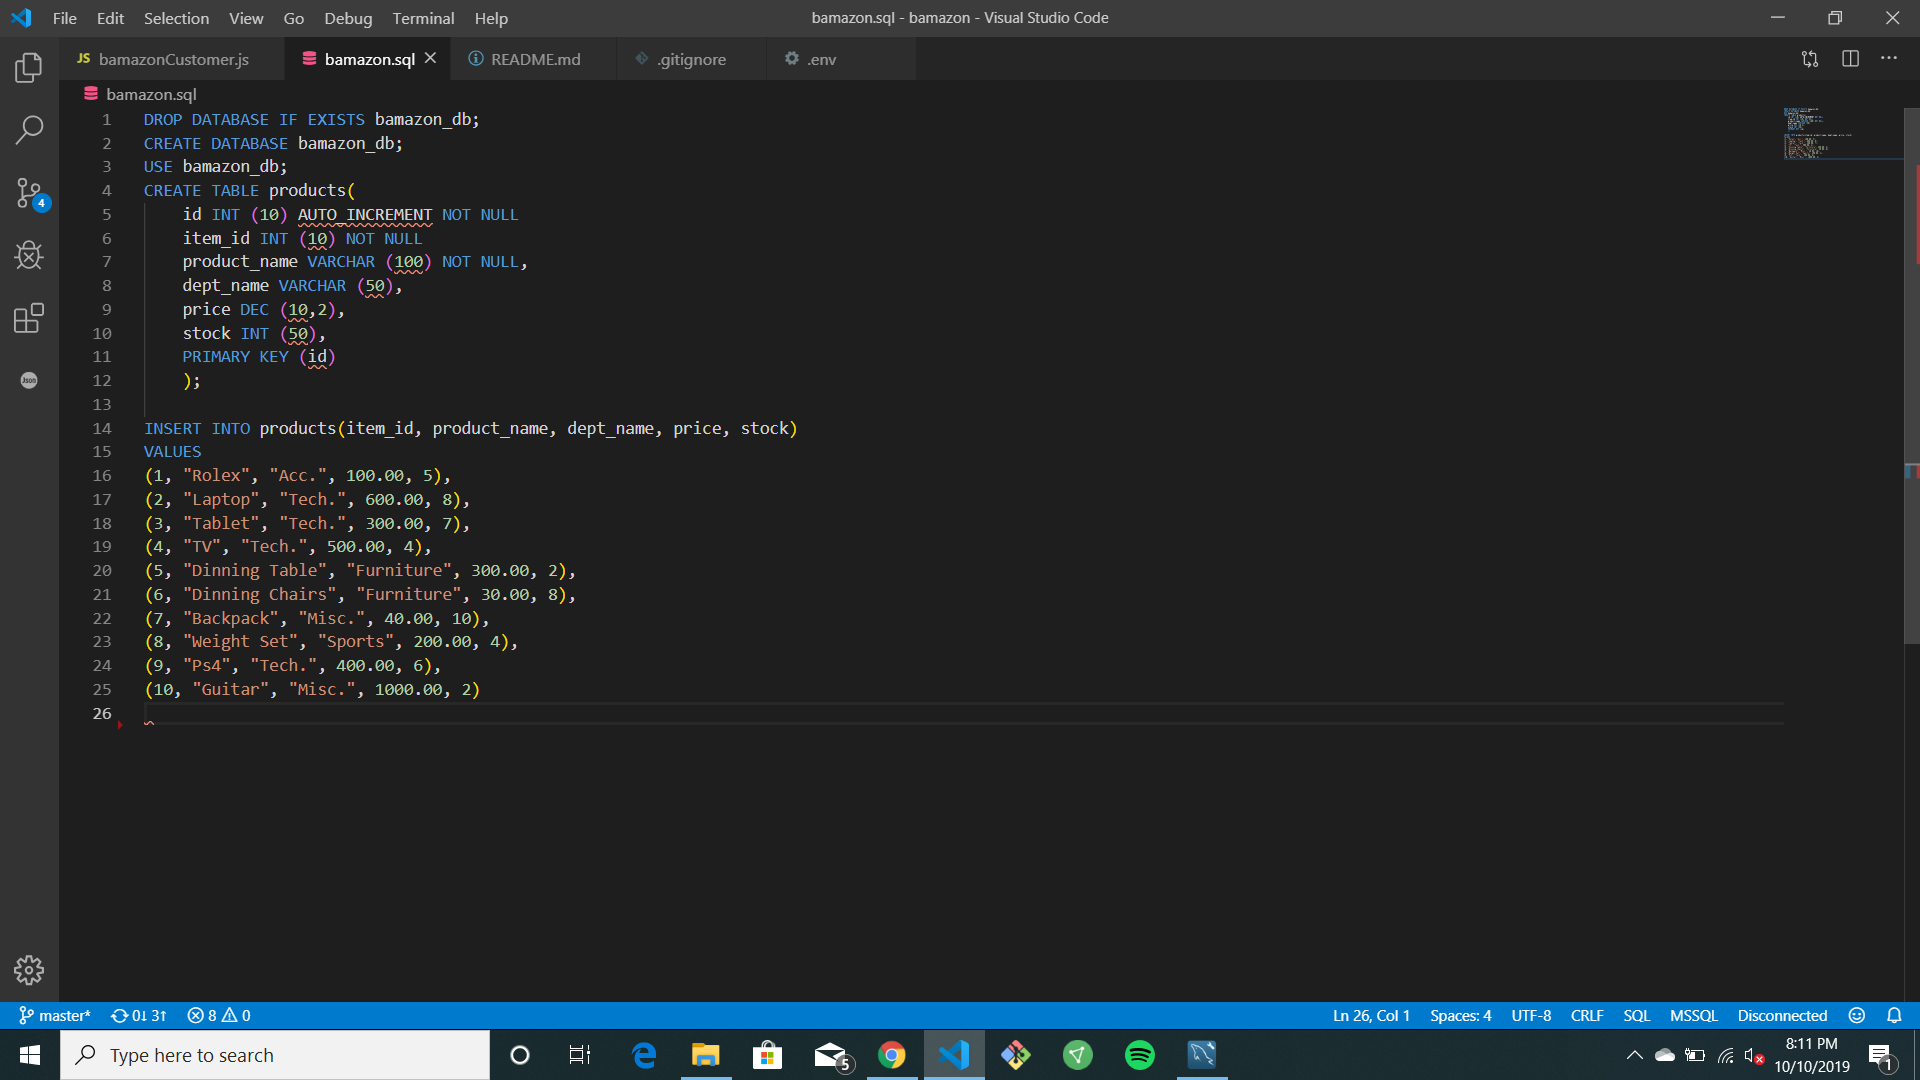 File Edit Selection View Go Debug Terminal Help
bamazon.sql - bamazon - Visual Studio Code
JS bamazonCustomer.js
bamazon.sql
README.md
.gitignore
.env
bamazon.sql
4
1 DROP DATABASE IF EXISTS bamazon_db;
2 CREATE DATABASE bamazon_db;
3 USE bamazon_db;
4 CREATE TABLE products(
5 id INT (10) AUTO_INCREMENT NOT NULL
6 item_id INT (10) NOT NULL
7 product_name VARCHAR (100) NOT NULL,
8 dept_name VARCHAR (50),
9 price DEC (10,2),
10 stock INT (50),
11 PRIMARY KEY (id)
12 );
13
14 INSERT INTO products(item_id, product_name, dept_name, price, stock)
15 VALUES
16 (1, "Rolex", "Acc.", 100.00, 5),
17 (2, "Laptop", "Tech.", 600.00, 8),
18 (3, "Tablet", "Tech.", 300.00, 7),
19 (4, "TV", "Tech.", 500.00, 4),
20 (5, "Dinning Table", "Furniture", 300.00, 2),
21 (6, "Dinning Chairs", "Furniture", 30.00, 8),
22 (7, "Backpack", "Misc.", 40.00, 10),
23 (8, "Weight Set", "Sports", 200.00, 4),
24 (9, "Ps4", "Tech.", 400.00, 6),
25 (10, "Guitar", "Misc.", 1000.00, 2)
26
Json
master* 0↓ 3↑ 8 0
Ln 26, Col 1 Spaces: 4 UTF-8 CRLF SQL MSSQL Disconnected
Type here to search
5
8:11 PM
10/10/2019
1